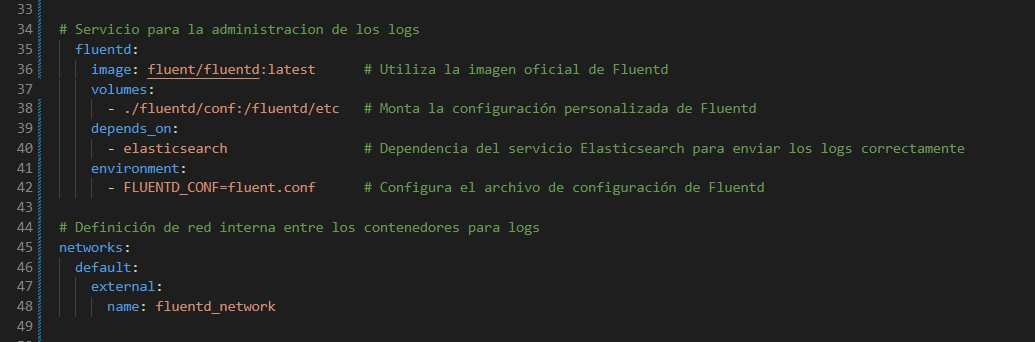 33
34 # Servicio para la administracion de los logs
35 fluentd:
36 image: fluent/fluentd:latest # Utiliza la imagen oficial de Fluentd
37 volumes:
38 - ./fluentd/conf:/fluentd/etc # Monta la configuración personalizada de Fluentd
39 depends_on:
40 - elasticsearch # Dependencia del servicio Elasticsearch para enviar los logs correctamente
41 environment:
42 - FLUENTD_CONF=fluent.conf # Configura el archivo de configuración de Fluentd
43
44 # Definición de red interna entre los contenedores para logs
45 networks:
46 default:
47 external:
48 name: fluentd_network
49